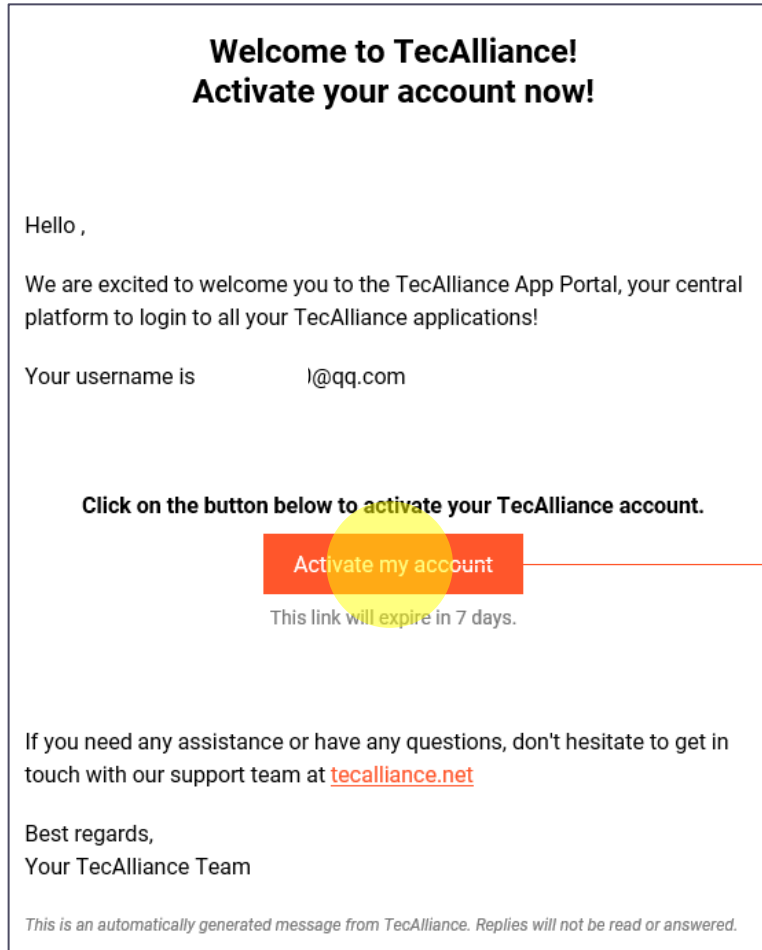 Welcome to TecAlliance!
Activate your account now!
Hello ,
We are excited to welcome you to the TecAlliance App Portal, your central
platform to login to all your TecAlliance applications!
Your username is @qq.com
Click on the button below to activate your TecAlliance account.
Activate my account
This link will expire in 7 days.
If you need any assistance or have any questions, don't hesitate to get in
touch with our support team at tecalliance.net
Best regards,
Your TecAlliance Team
This is an automatically generated message from TecAlliance. Replies will not be read or answered.